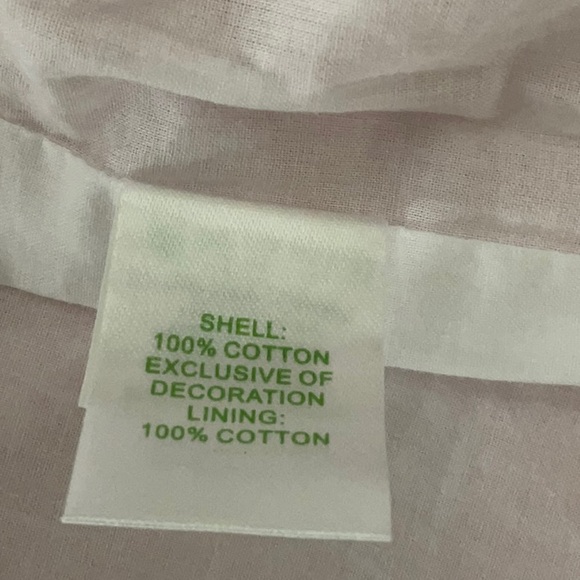 SHELL:
100% COTTON
EXCLUSIVE OF
DECORATION
LINING:
100% COTTON